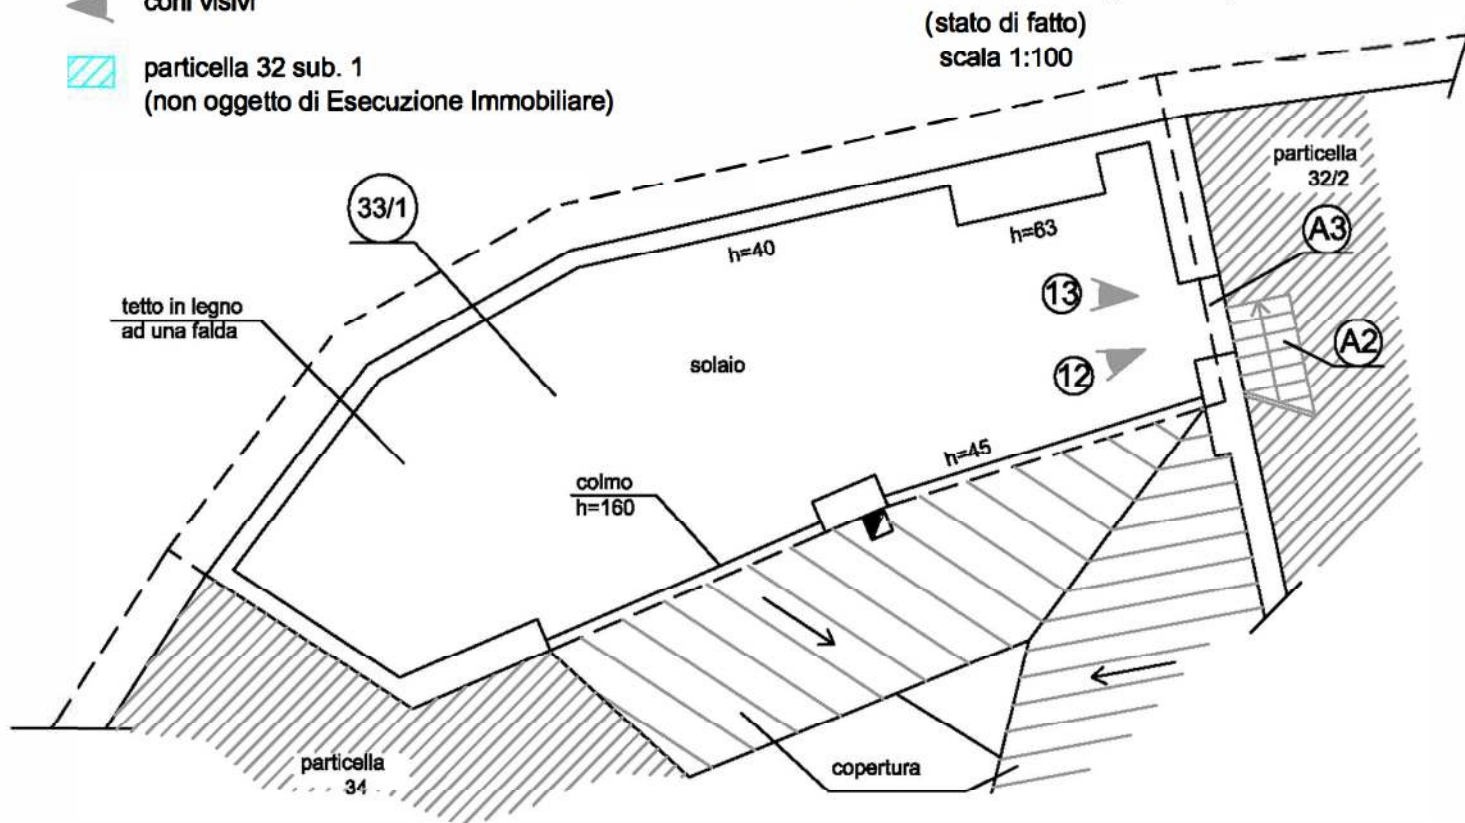 coni visivi
(stato di fatto)
scala 1:100
particella 32 sub. 1
(non oggetto di Esecuzione Immobiliare)
particella
32/2
33/1
A3
h=63
h=40
13
tetto in legno
ad una falda
A2
solaio
12
h=45
colmo
h=160
particella
34
copertura